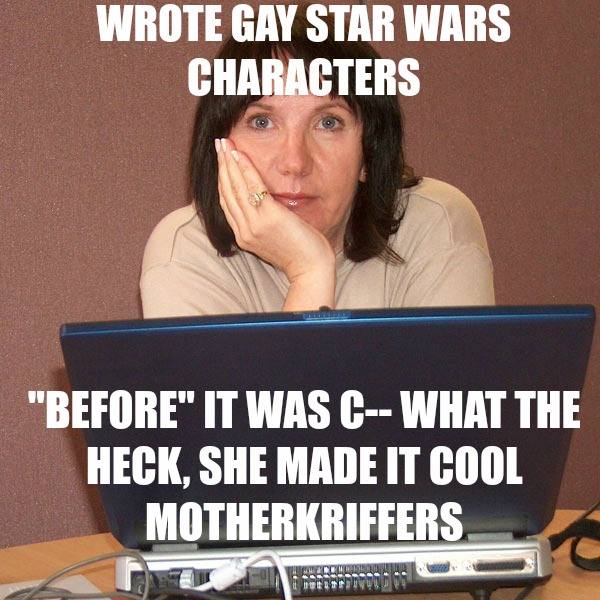 WROTE GAY STAR WARS
CHARACTERS
"BEFORE" IT WAS C-- WHAT THE
HECK, SHE MADE IT COOL
MOTHERKRIFFERS